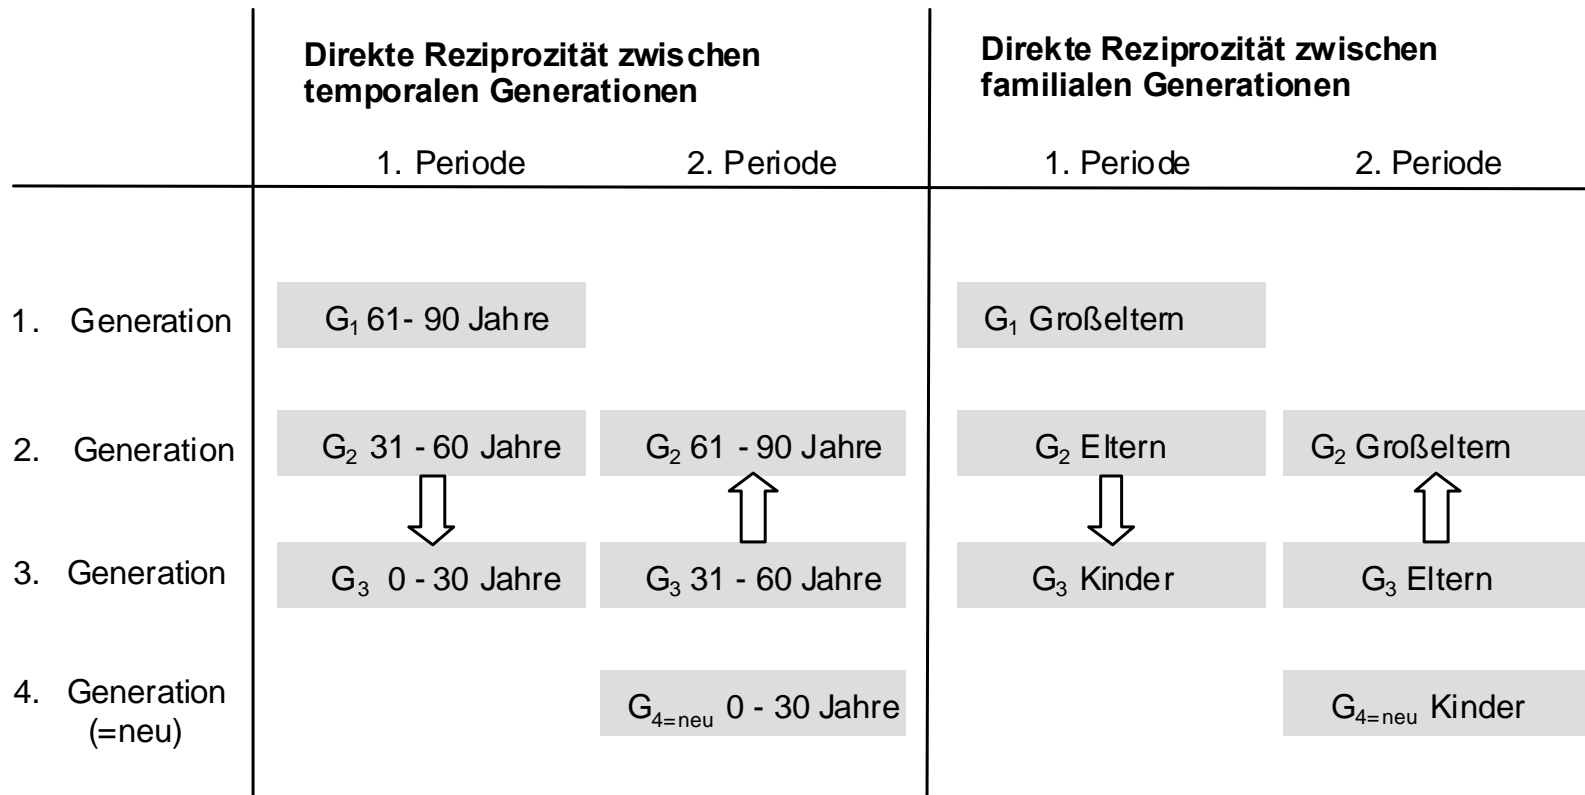 Direkte Reziprozität zwischen
temporalen Generationen
Direkte Reziprozität zwischen
familialen Generationen
1. Periode 2. Periode 1. Periode 2. Periode
1. Generation G₁ 61- 90 Jahre G₁ Großeltern
2. Generation G₂ 31 - 60 Jahre G₂ 61 - 90 Jahre G₂ Eltern G₂ Großeltern
3. Generation G₃ 0 - 30 Jahre G₃ 31 - 60 Jahre G₃ Kinder G₃ Eltern
4. Generation G₄₌neu 0 - 30 Jahre G₄₌neu Kinder
(=neu)